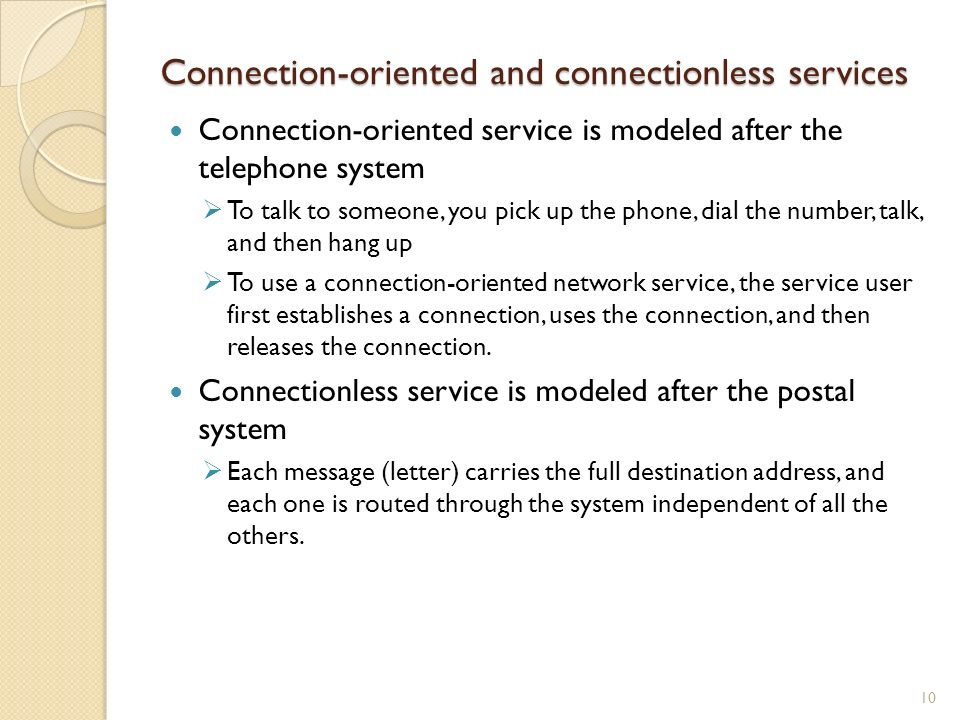 Connection-oriented and connectionless services
• Connection-oriented service is modeled after the
telephone system
➢ To talk to someone, you pick up the phone, dial the number, talk,
and then hang up
➢ To use a connection-oriented network service, the service user
first establishes a connection, uses the connection, and then
releases the connection.
• Connectionless service is modeled after the postal
system
➢ Each message (letter) carries the full destination address, and
each one is routed through the system independent of all the
others.
10